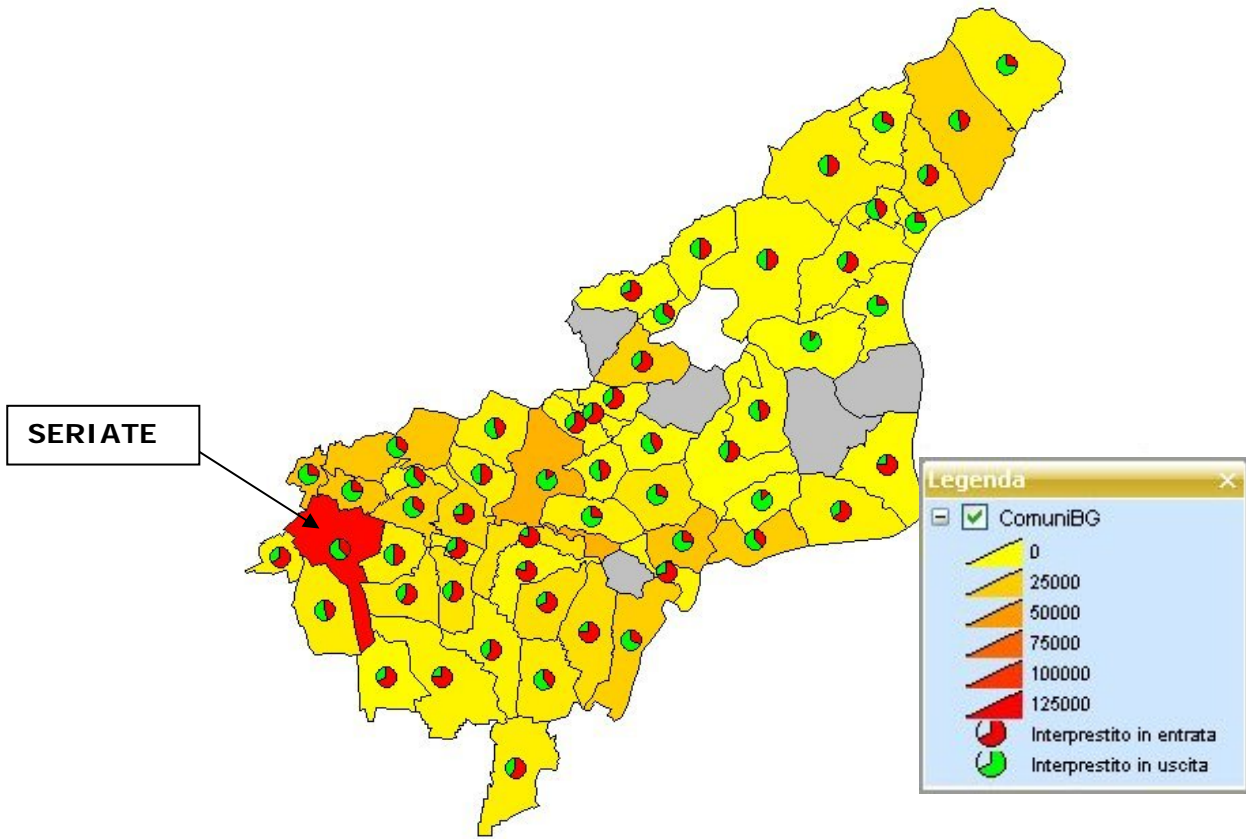 SERIATE
Legenda
ComuniBG
0
25000
50000
75000
100000
125000
Interprestito in entrata
Interprestito in uscita